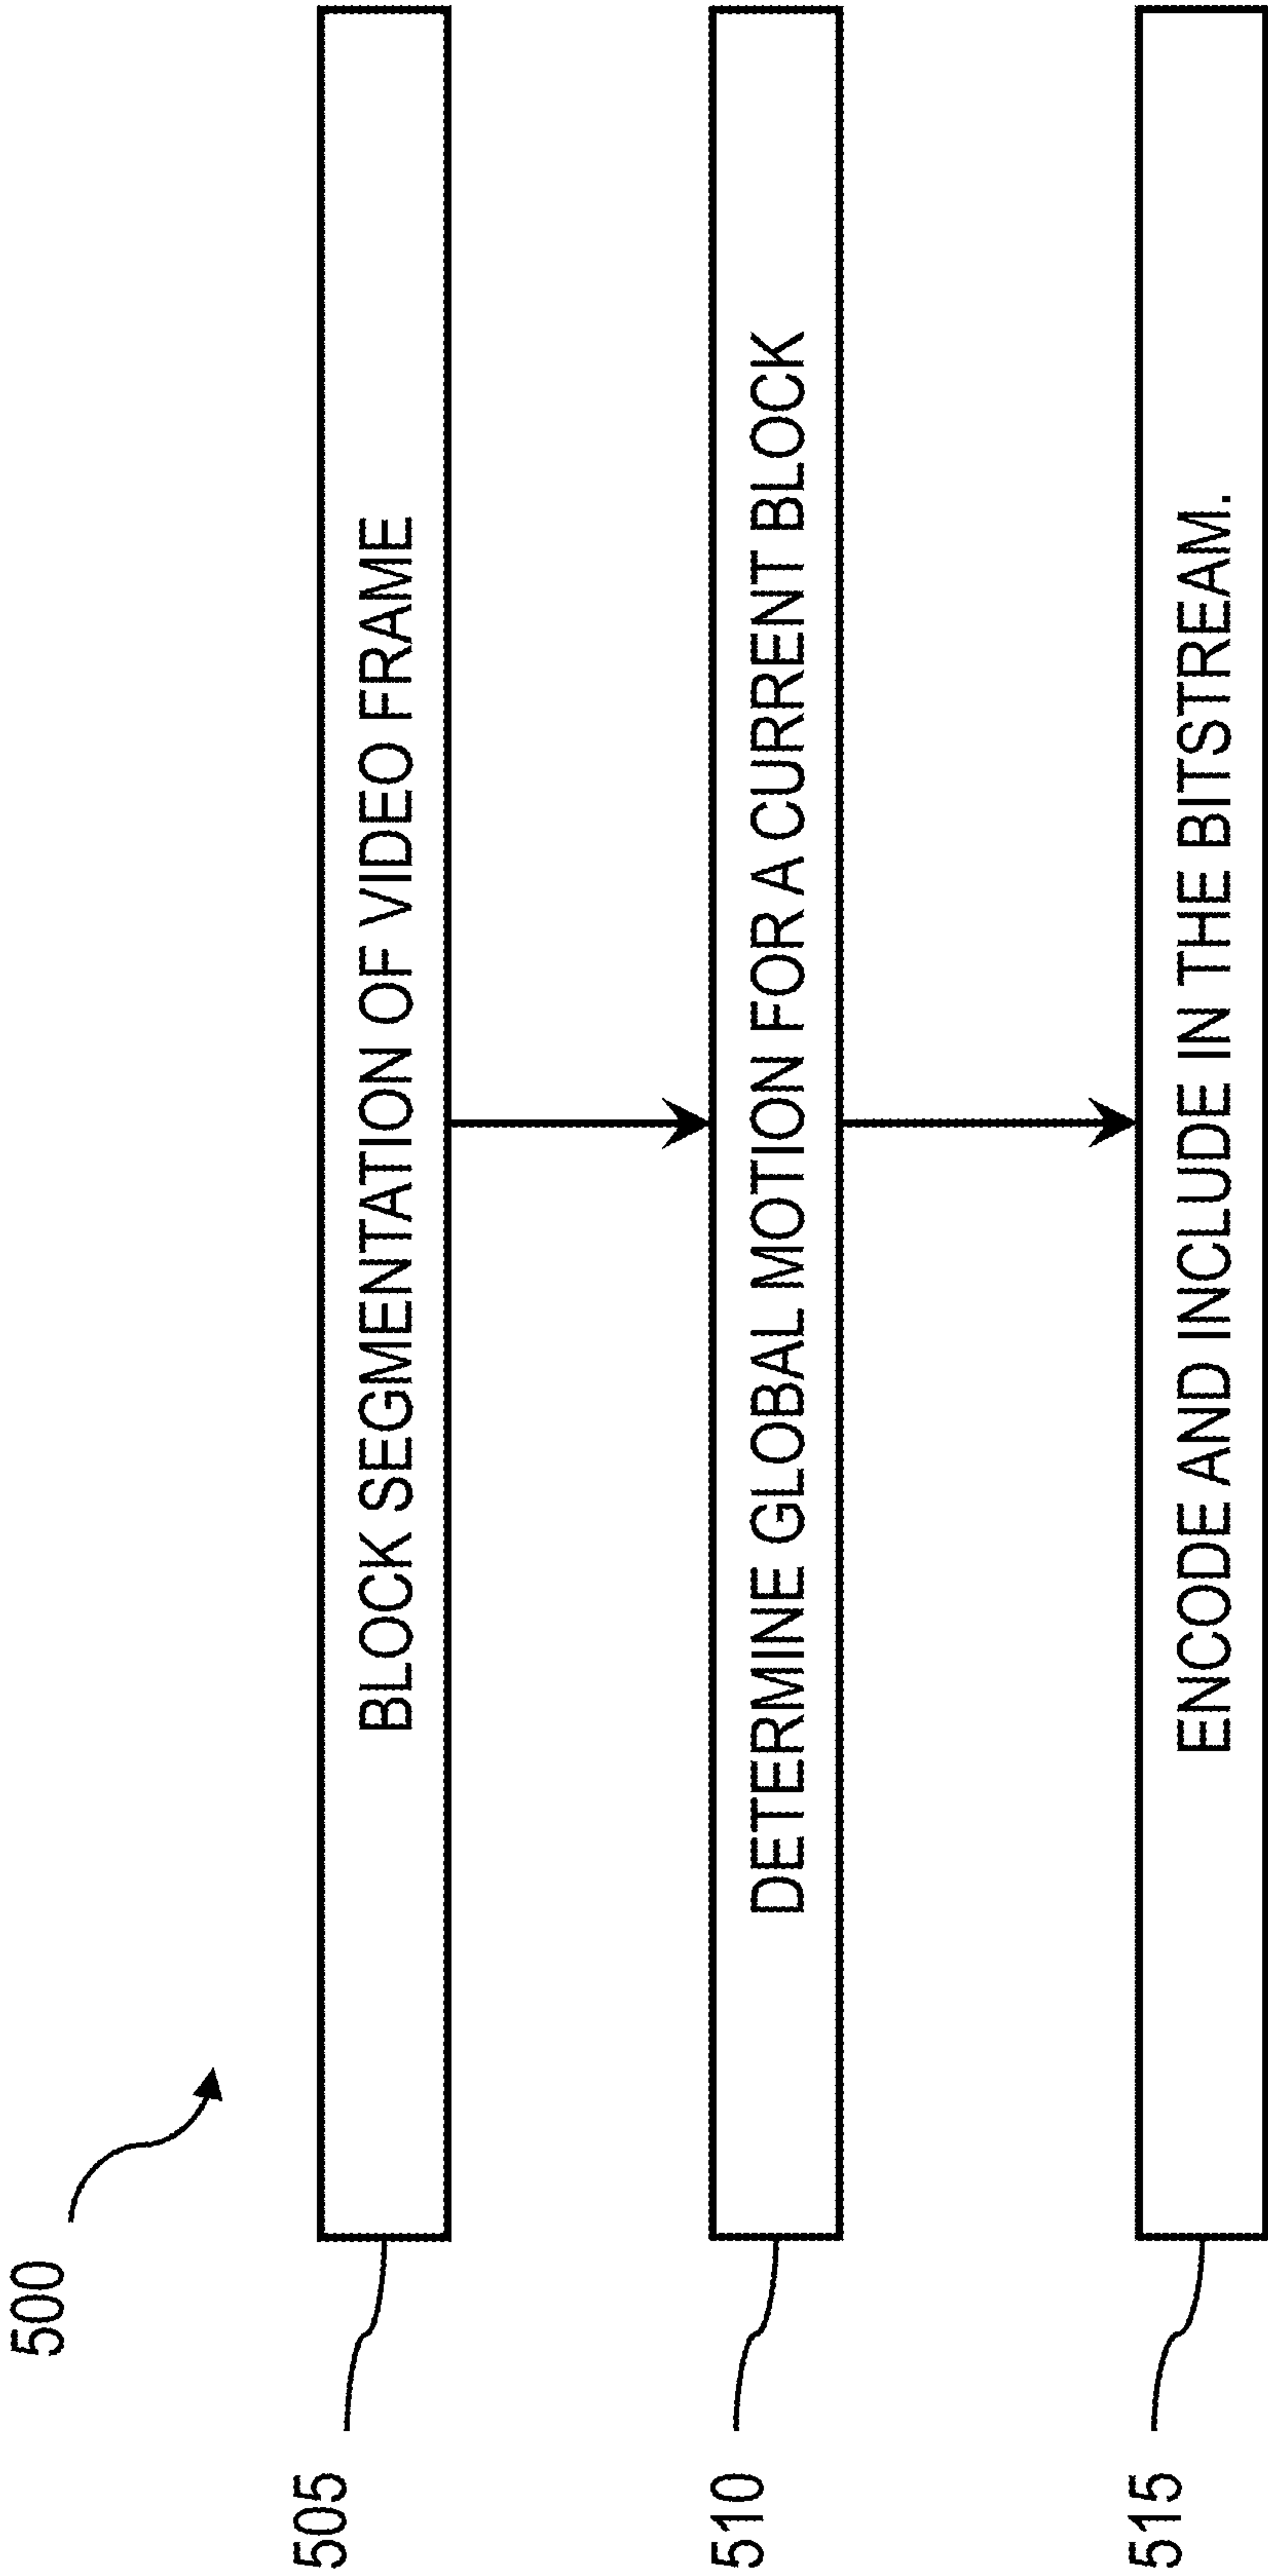 500
505
BLOCK SEGMENTATION OF VIDEO FRAME
510
DETERMINE GLOBAL MOTION FOR A CURRENT BLOCK
515
ENCODE AND INCLUDE IN THE BITSTREAM.